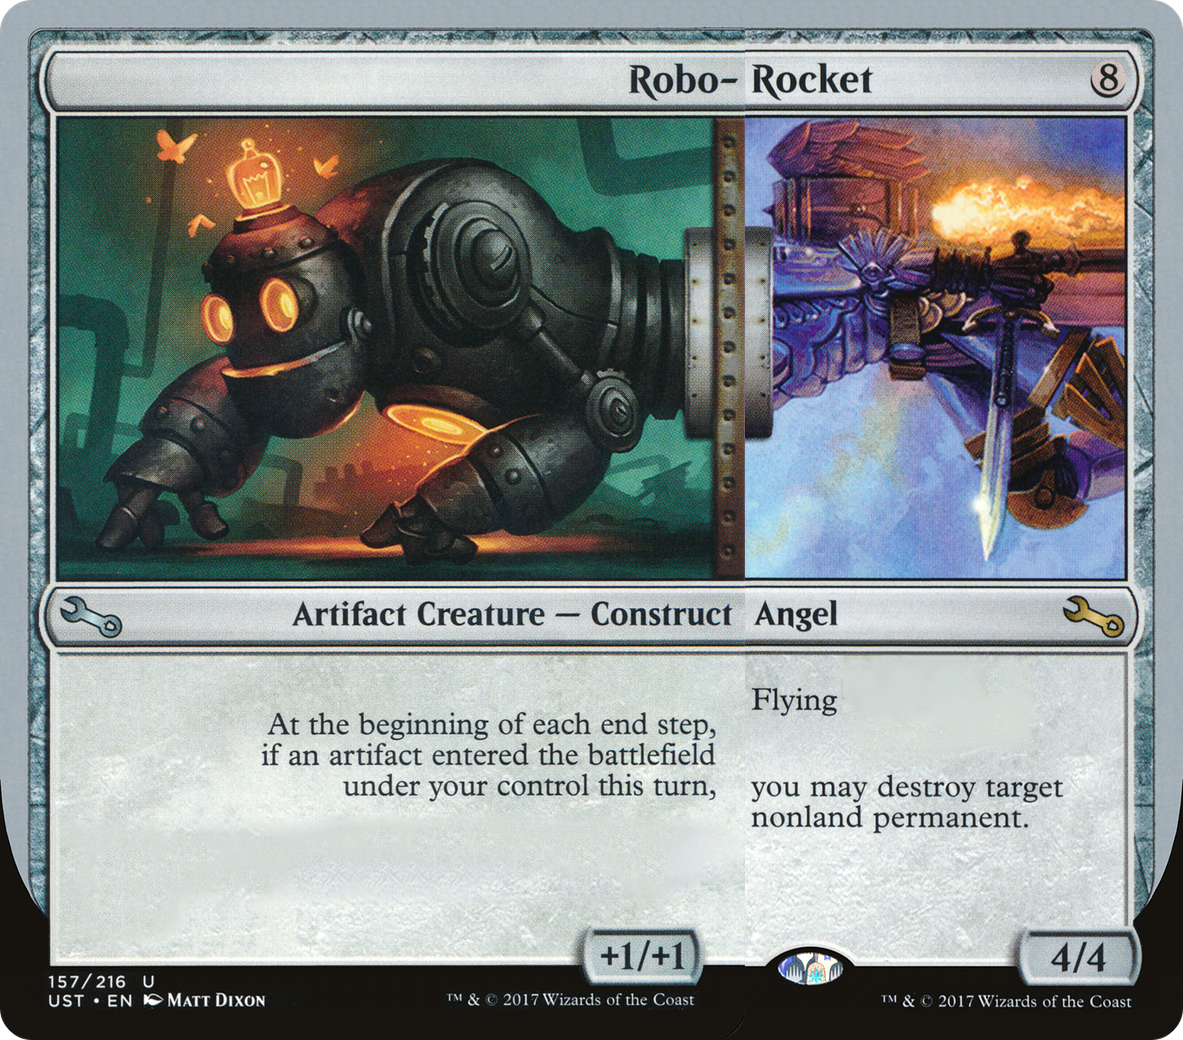 Robo- Rocket 8
Artifact Creature — Construct Angel
Flying
At the beginning of each end step,
if an artifact entered the battlefield
under your control this turn,
you may destroy target
nonland permanent.
+1/+1
4/4
157/216 U
UST • EN MATT DIXON
™ & © 2017 Wizards of the Coast
™ & © 2017 Wizards of the Coast